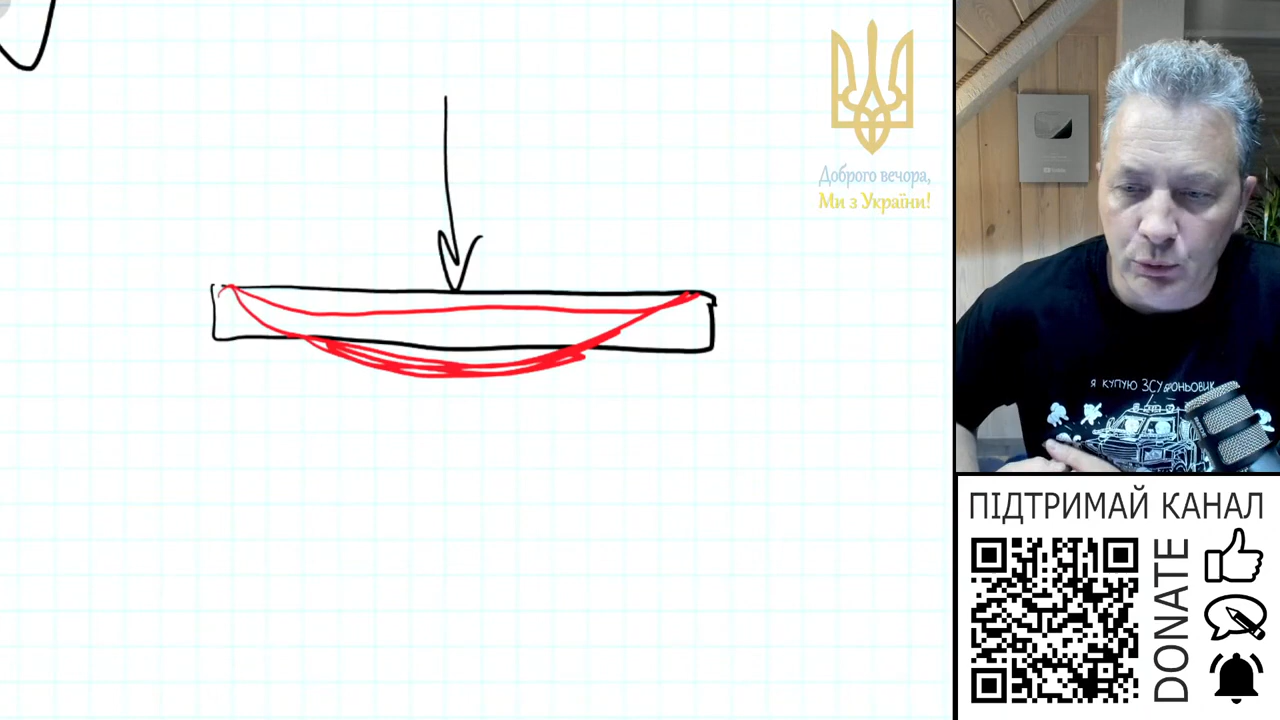 Доброго вечора,
Ми з України!
Я КУПУЮ ЗСУ
ПІДТРИМАЙ КАНАЛ
DONATE